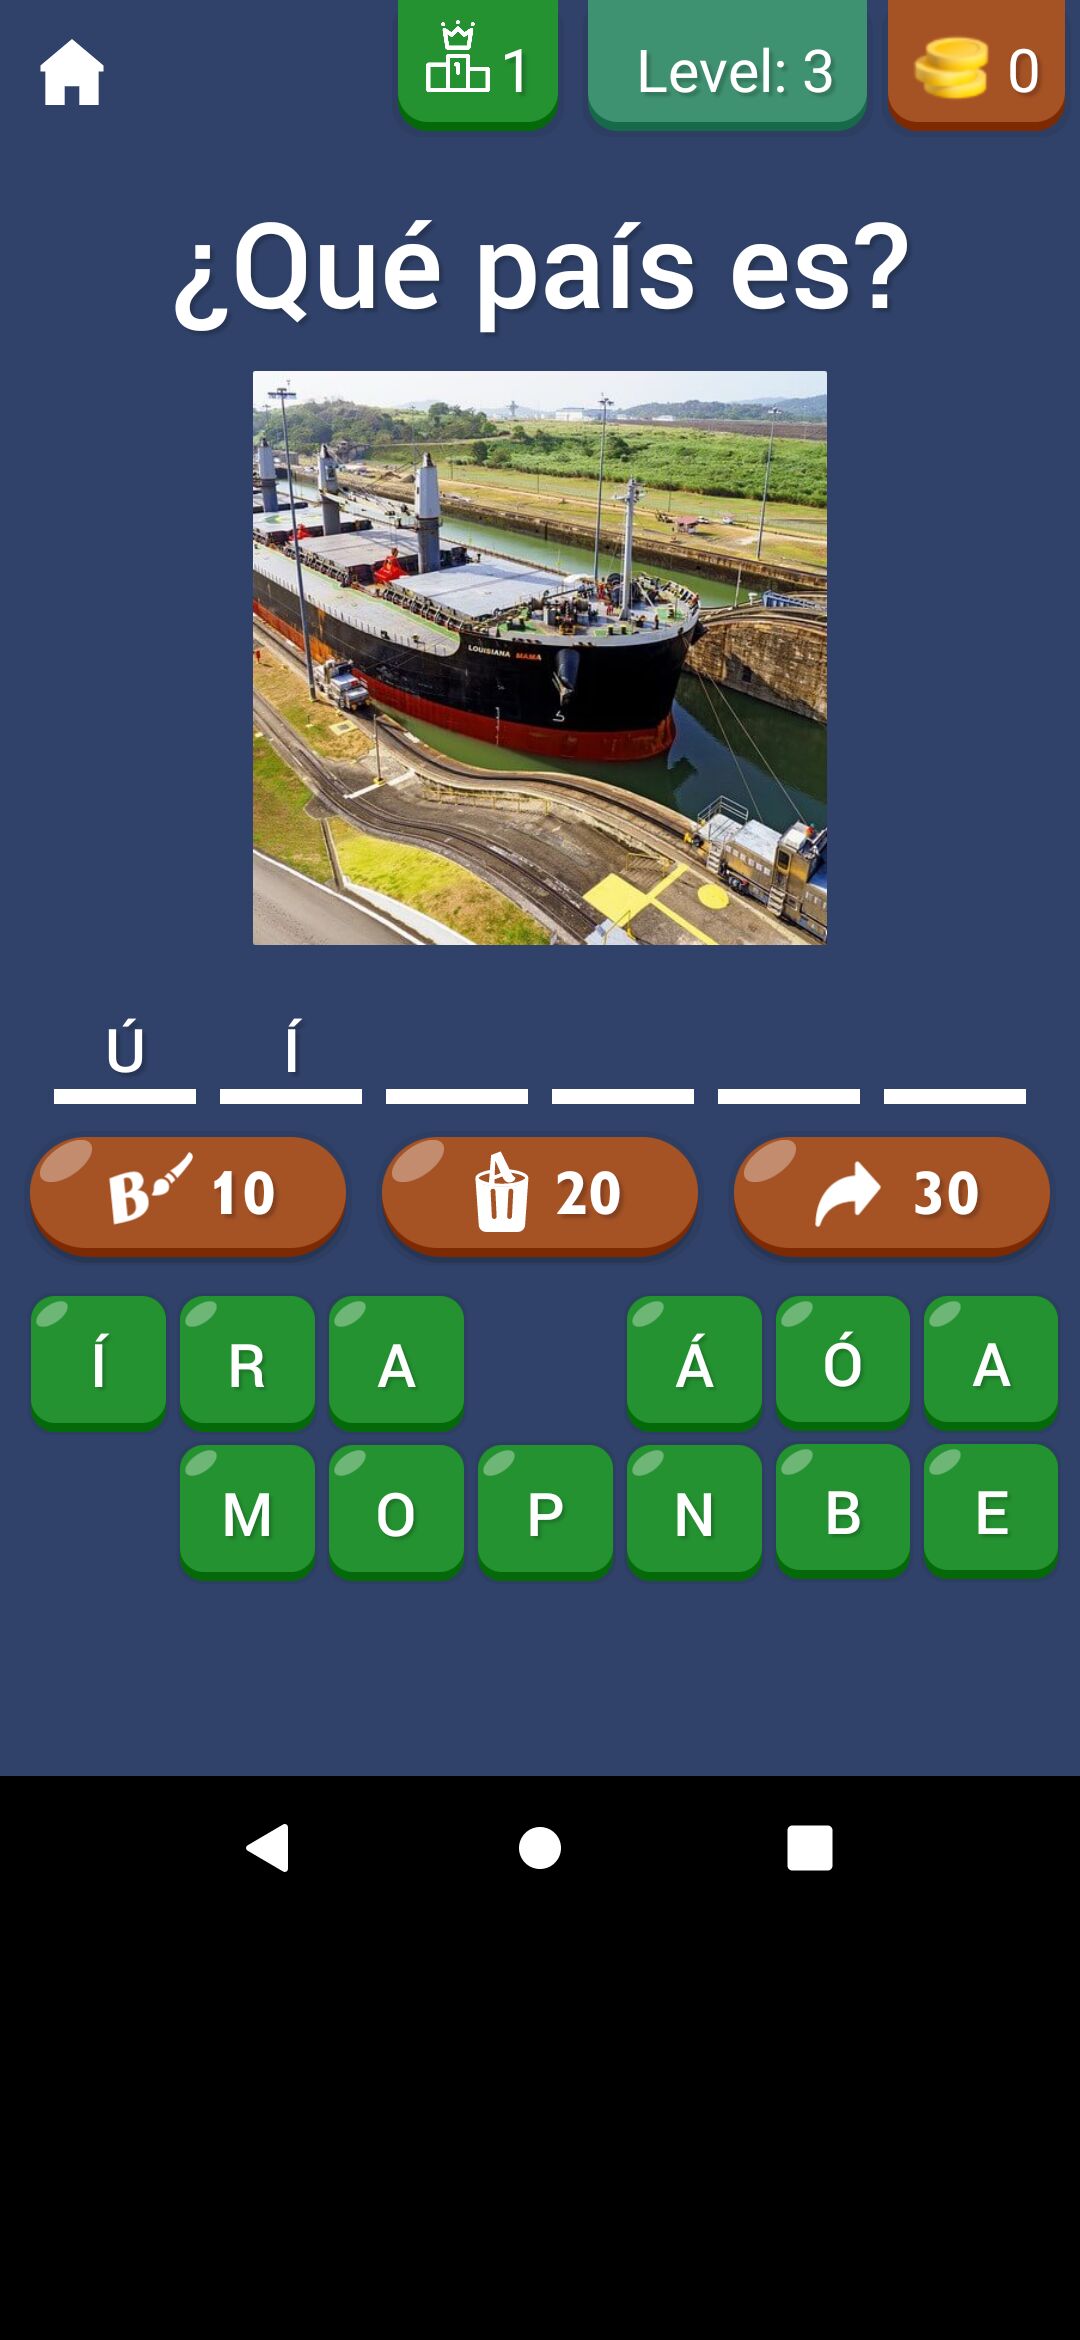 1 Level: 3 0
¿Qué país es?
LOUISIANA MAMA
Ú Í
B 10 20 30
Í R A Á Ó A
M O P N B E